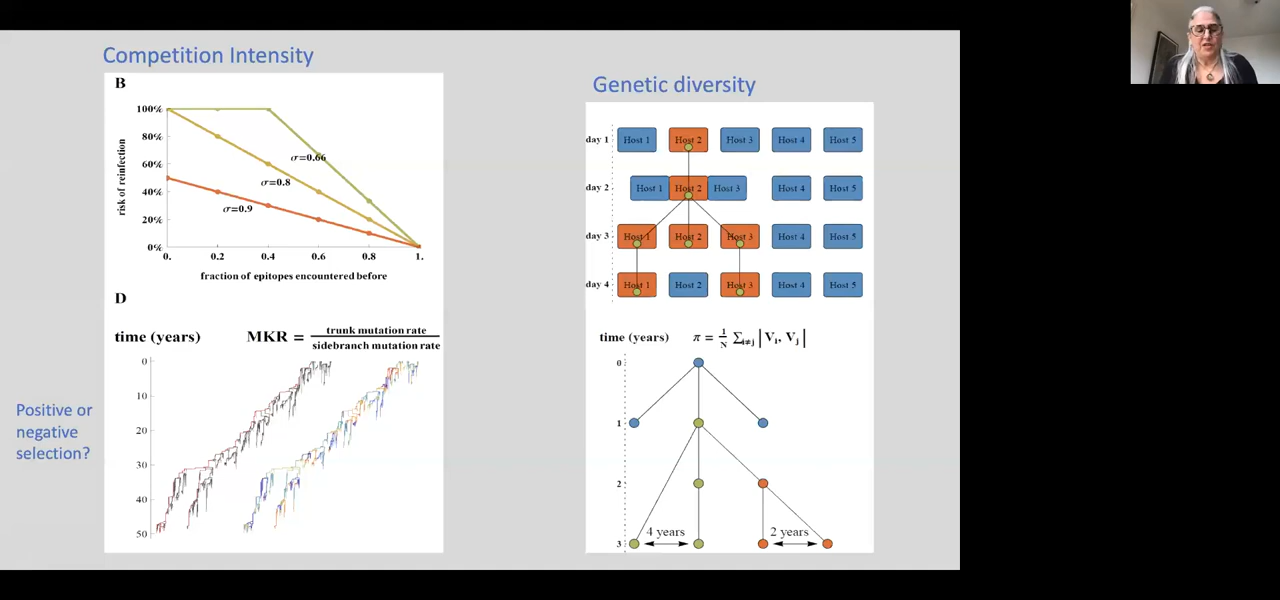 Competition Intensity
B
100%
80%
60%
40%
20%
0%
risk of reinfection
σ=0.66
σ=0.8
σ=0.9
0.
0.2
0.4
0.6
0.8
1.
fraction of epitopes encountered before
D
time (years)
MKR = trunk mutation rate
sidebranch mutation rate
0
10
20
30
40
50
Positive or
negative
selection?
Genetic diversity
day 1 Host 1 Host 2 Host 3 Host 4 Host 5
day 2 Host 1 Host 2 Host 3 Host 4 Host 5
day 3 Host 1 Host 2 Host 3 Host 4 Host 5
day 4 Host 1 Host 2 Host 3 Host 4 Host 5
time (years) π = 1/N ∑i≠j | Vi, Vj |
0
1
2
3
4 years
2 years